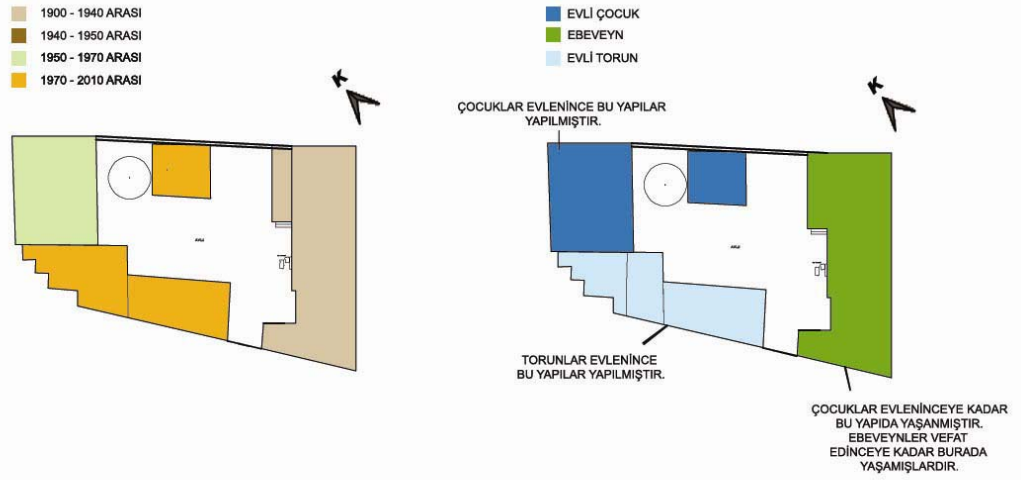 1900 - 1940 ARASI
1940 - 1950 ARASI
1950 - 1970 ARASI
1970 - 2010 ARASI
K
EVLİ ÇOCUK
EBEVEYN
EVLİ TORUN
K
ÇOCUKLAR EVLENİNCE BU YAPILAR
YAPILMIŞTIR.
TORUNLAR EVLENİNCE
BU YAPILAR YAPILMIŞTIR.
ÇOCUKLAR EVLENİNCEYE KADAR
BU YAPIDA YAŞANMIŞTIR.
EBEVEYNLER VEFAT
EDİNCEYE KADAR BURADA
YAŞAMIŞLARDIR.